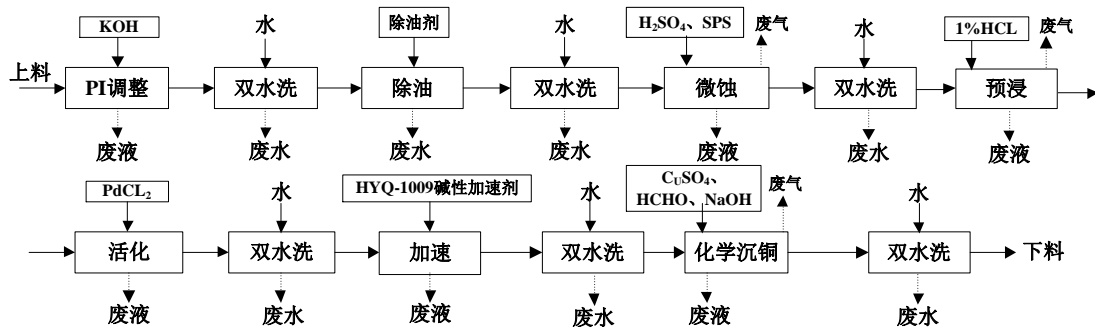 KOH 水 除油剂 水 H₂SO₄、SPS 废气 水 1%HCL 废气
上料 PI调整 双水洗 除油 双水洗 微蚀 双水洗 预浸
废液 废水 废水 废水 废液 废水 废液
PdCL₂ 水 HYQ-1009碱性加速剂 水 CUSO₄、 废气 水
HCHO、NaOH
活化 双水洗 加速 双水洗 化学沉铜 双水洗 下料
废液 废水 废液 废水 废液 废水